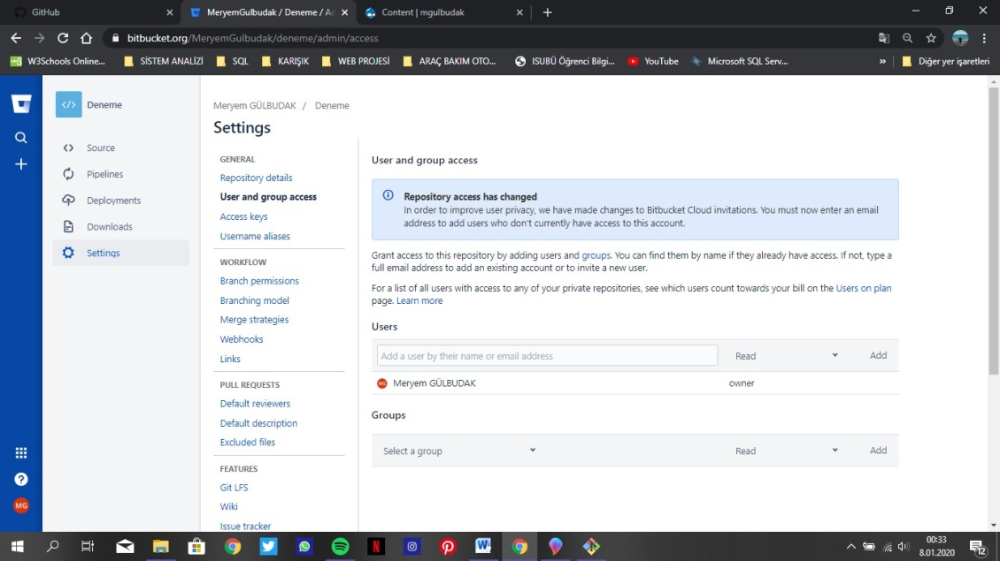 GitHub
MeryemGulbudak / Deneme / Ad
Content | mgulbudak
bitbucket.org/MeryemGulbudak/deneme/admin/access
W3Schools Online...
SİSTEM ANALİZİ
SQL
KARIŞIK
WEB PROJESİ
ARAÇ BAKIM OTO...
ISUBÜ Öğrenci Bilgi...
YouTube
Microsoft SQL Serv...
»
Diğer yer işaretleri
Deneme
Source
Pipelines
Deployments
Downloads
Settings
MG
Meryem GÜLBUDAK / Deneme
Settings
GENERAL
Repository details
User and group access
Access keys
Username aliases
WORKFLOW
Branch permissions
Branching model
Merge strategies
Webhooks
Links
PULL REQUESTS
Default reviewers
Default description
Excluded files
FEATURES
Git LFS
Wiki
Issue tracker
User and group access
Repository access has changed
In order to improve user privacy, we have made changes to Bitbucket Cloud invitations. You must now enter an email
address to add users who don't currently have access to this account.
Grant access to this repository by adding users and groups. You can find them by name if they already have access. If not, type a
full email address to add an existing account or to invite a new user.
For a list of all users with access to any of your private repositories, see which users count towards your bill on the Users on plan
page. Learn more
Users
Add a user by their name or email address
Read
Add
MG Meryem GÜLBUDAK
owner
Groups
Select a group
Read
Add
00:33
8.01.2020
12